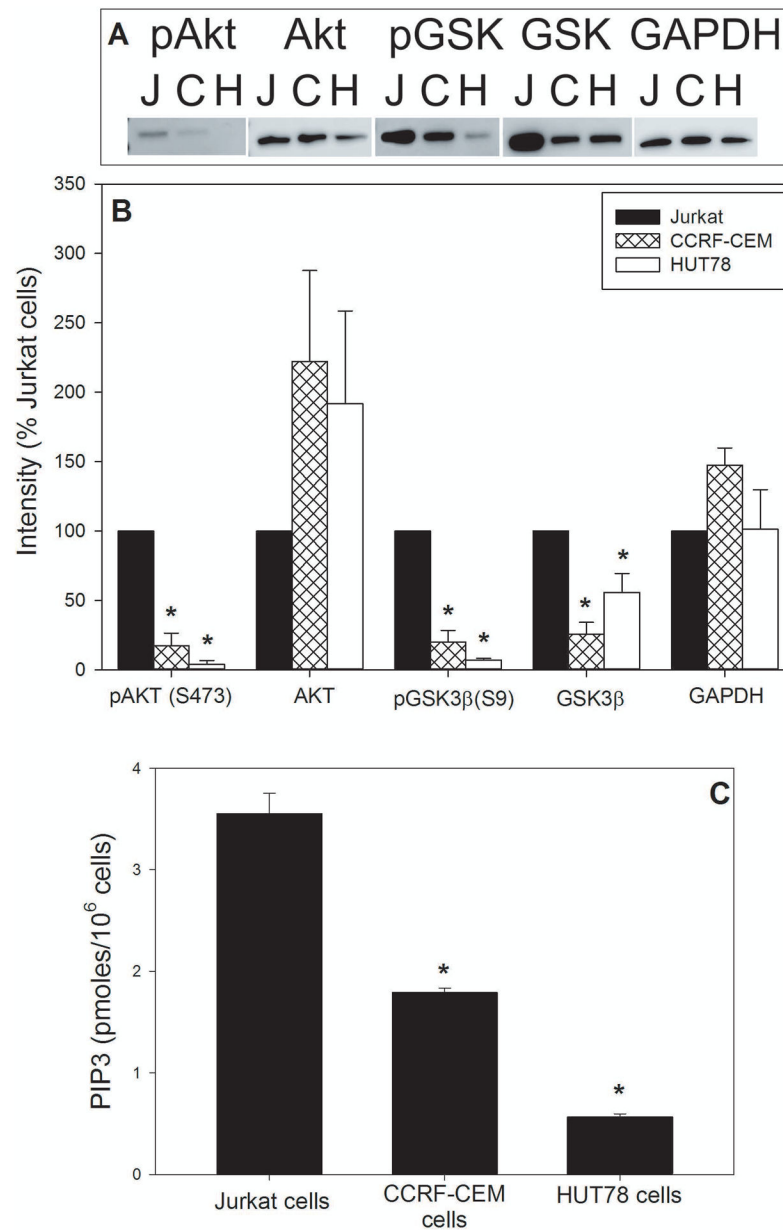 A pAkt Akt pGSK GSK GAPDH
J C H J C H J C H J C H J C H
B
Jurkat
CCRF-CEM
HUT78
Intensity (% Jurkat cells)
350
300
250
200
150
100
50
0
* * * * * *
pAKT (S473) AKT pGSK3β(S9) GSK3β GAPDH
C
PIP3 (pmoles/10⁶ cells)
4
3
2
1
0
*
*
Jurkat cells CCRF-CEM HUT78 cells
cells